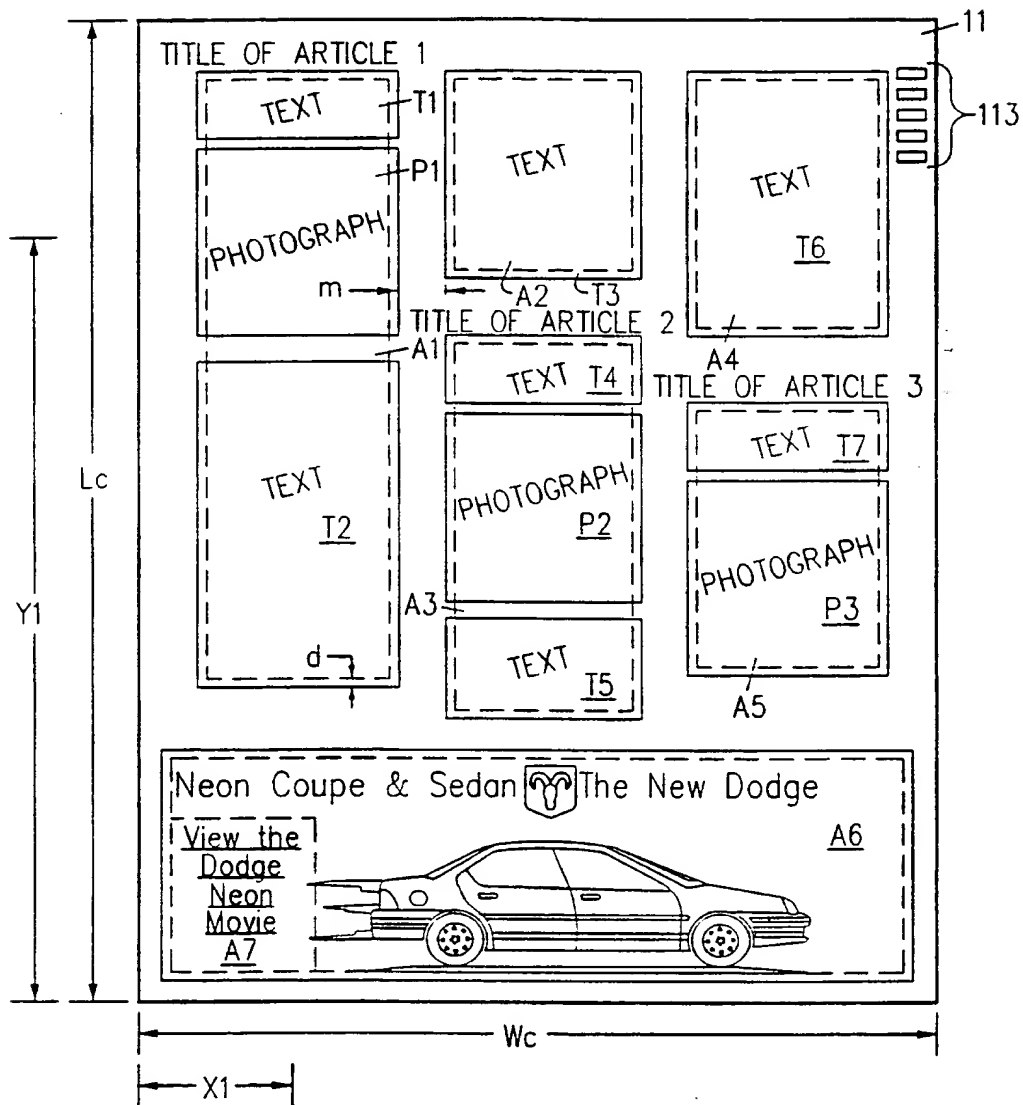 11
TITLE OF ARTICLE 1
TEXT
T1
P1
PHOTOGRAPH
m
A1
TEXT
T2
d
TEXT
A2
T3
TITLE OF ARTICLE 2
TEXT
T4
PHOTOGRAPH
P2
A3
TEXT
T5
TEXT
T6
A4
113
TITLE OF ARTICLE 3
TEXT
T7
PHOTOGRAPH
P3
A5
Lc
Y1
Neon Coupe & Sedan The New Dodge
View the
Dodge
Neon
Movie
A7
A6
Wc
X1